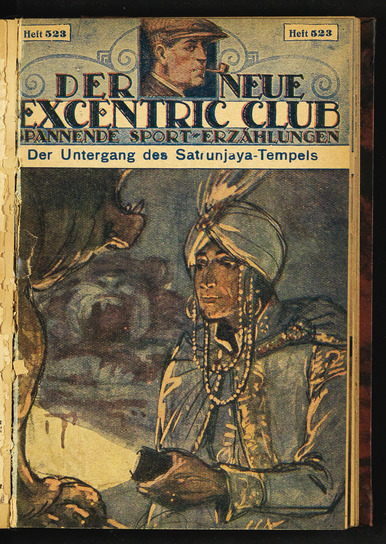 Heft 523
Heft 523
DER NEUE
EXCENTRIC CLUB
SPANNENDE SPORT-ERZÄHLUNGEN
Der Untergang des Satrunjaya-Tempels